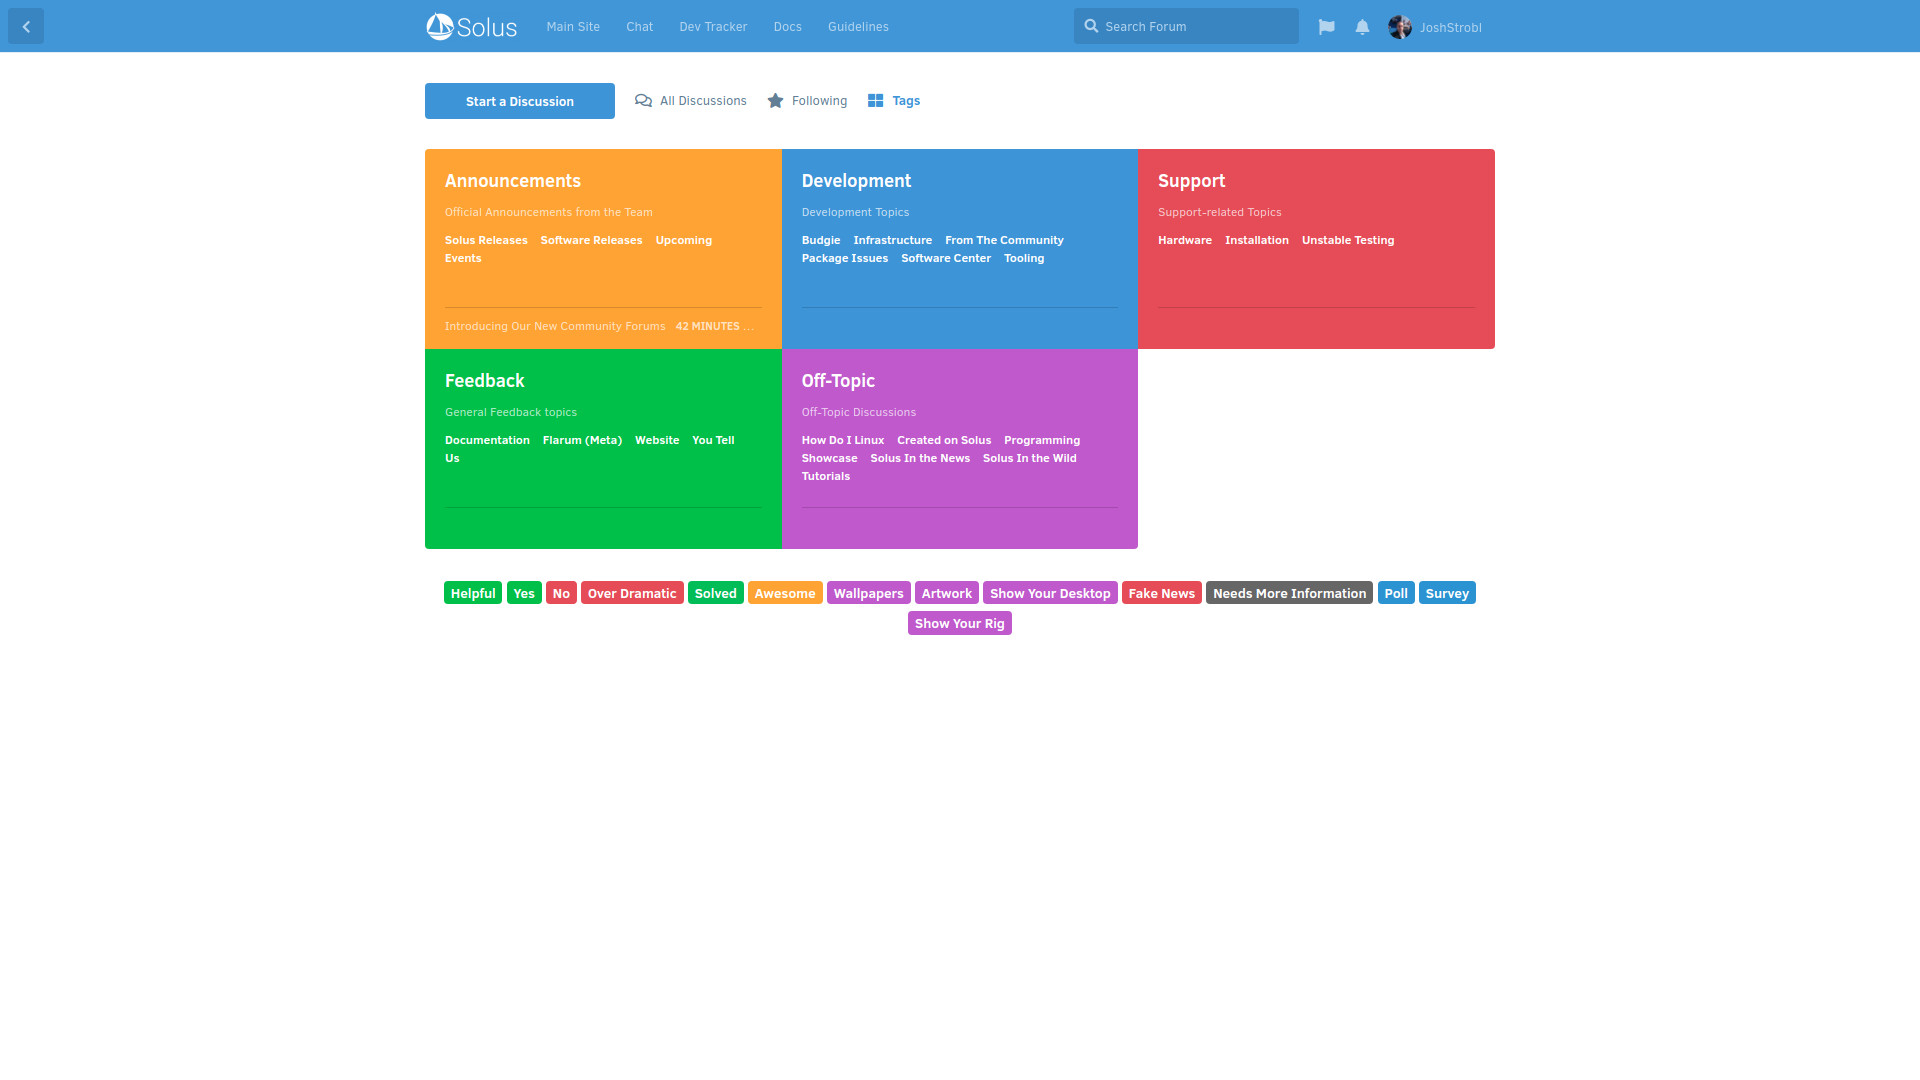 Solus Main Site Chat Dev Tracker Docs Guidelines Search Forum JoshStrobl
Start a Discussion All Discussions Following Tags
Announcements
Official Announcements from the Team
Solus Releases Software Releases Upcoming
Events
Introducing Our New Community Forums 42 MINUTES ...
Development
Development Topics
Budgie Infrastructure From The Community
Package Issues Software Center Tooling
Support
Support-related Topics
Hardware Installation Unstable Testing
Feedback
General Feedback topics
Documentation Flarum (Meta) Website You Tell
Us
Off-Topic
Off-Topic Discussions
How Do I Linux Created on Solus Programming
Showcase Solus In the News Solus In the Wild
Tutorials
Helpful Yes No Over Dramatic Solved Awesome Wallpapers Artwork Show Your Desktop Fake News Needs More Information Poll Survey
Show Your Rig